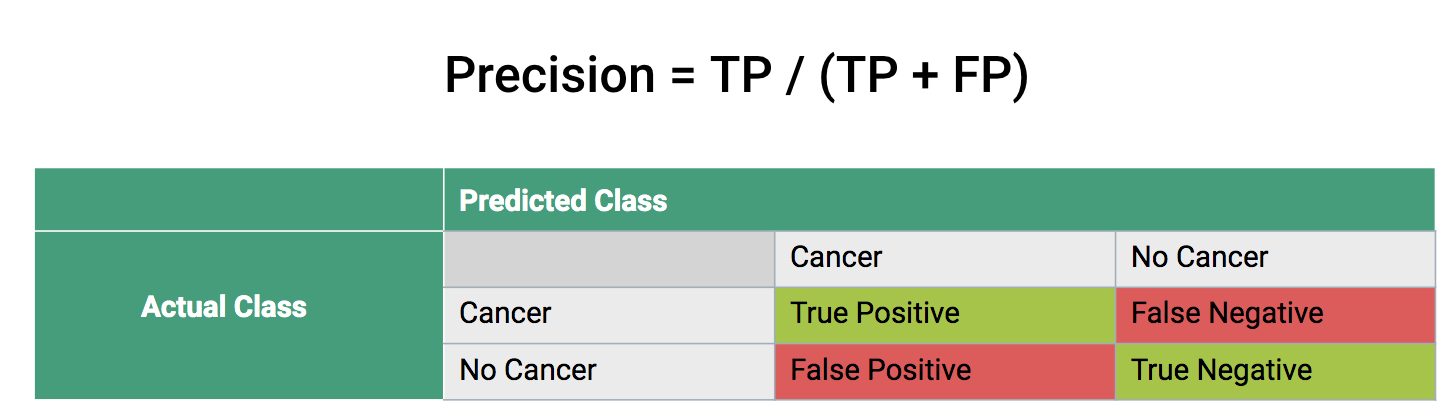 Precision = TP / (TP + FP)
Predicted Class
Cancer No Cancer
Actual Class
Cancer True Positive False Negative
No Cancer False Positive True Negative